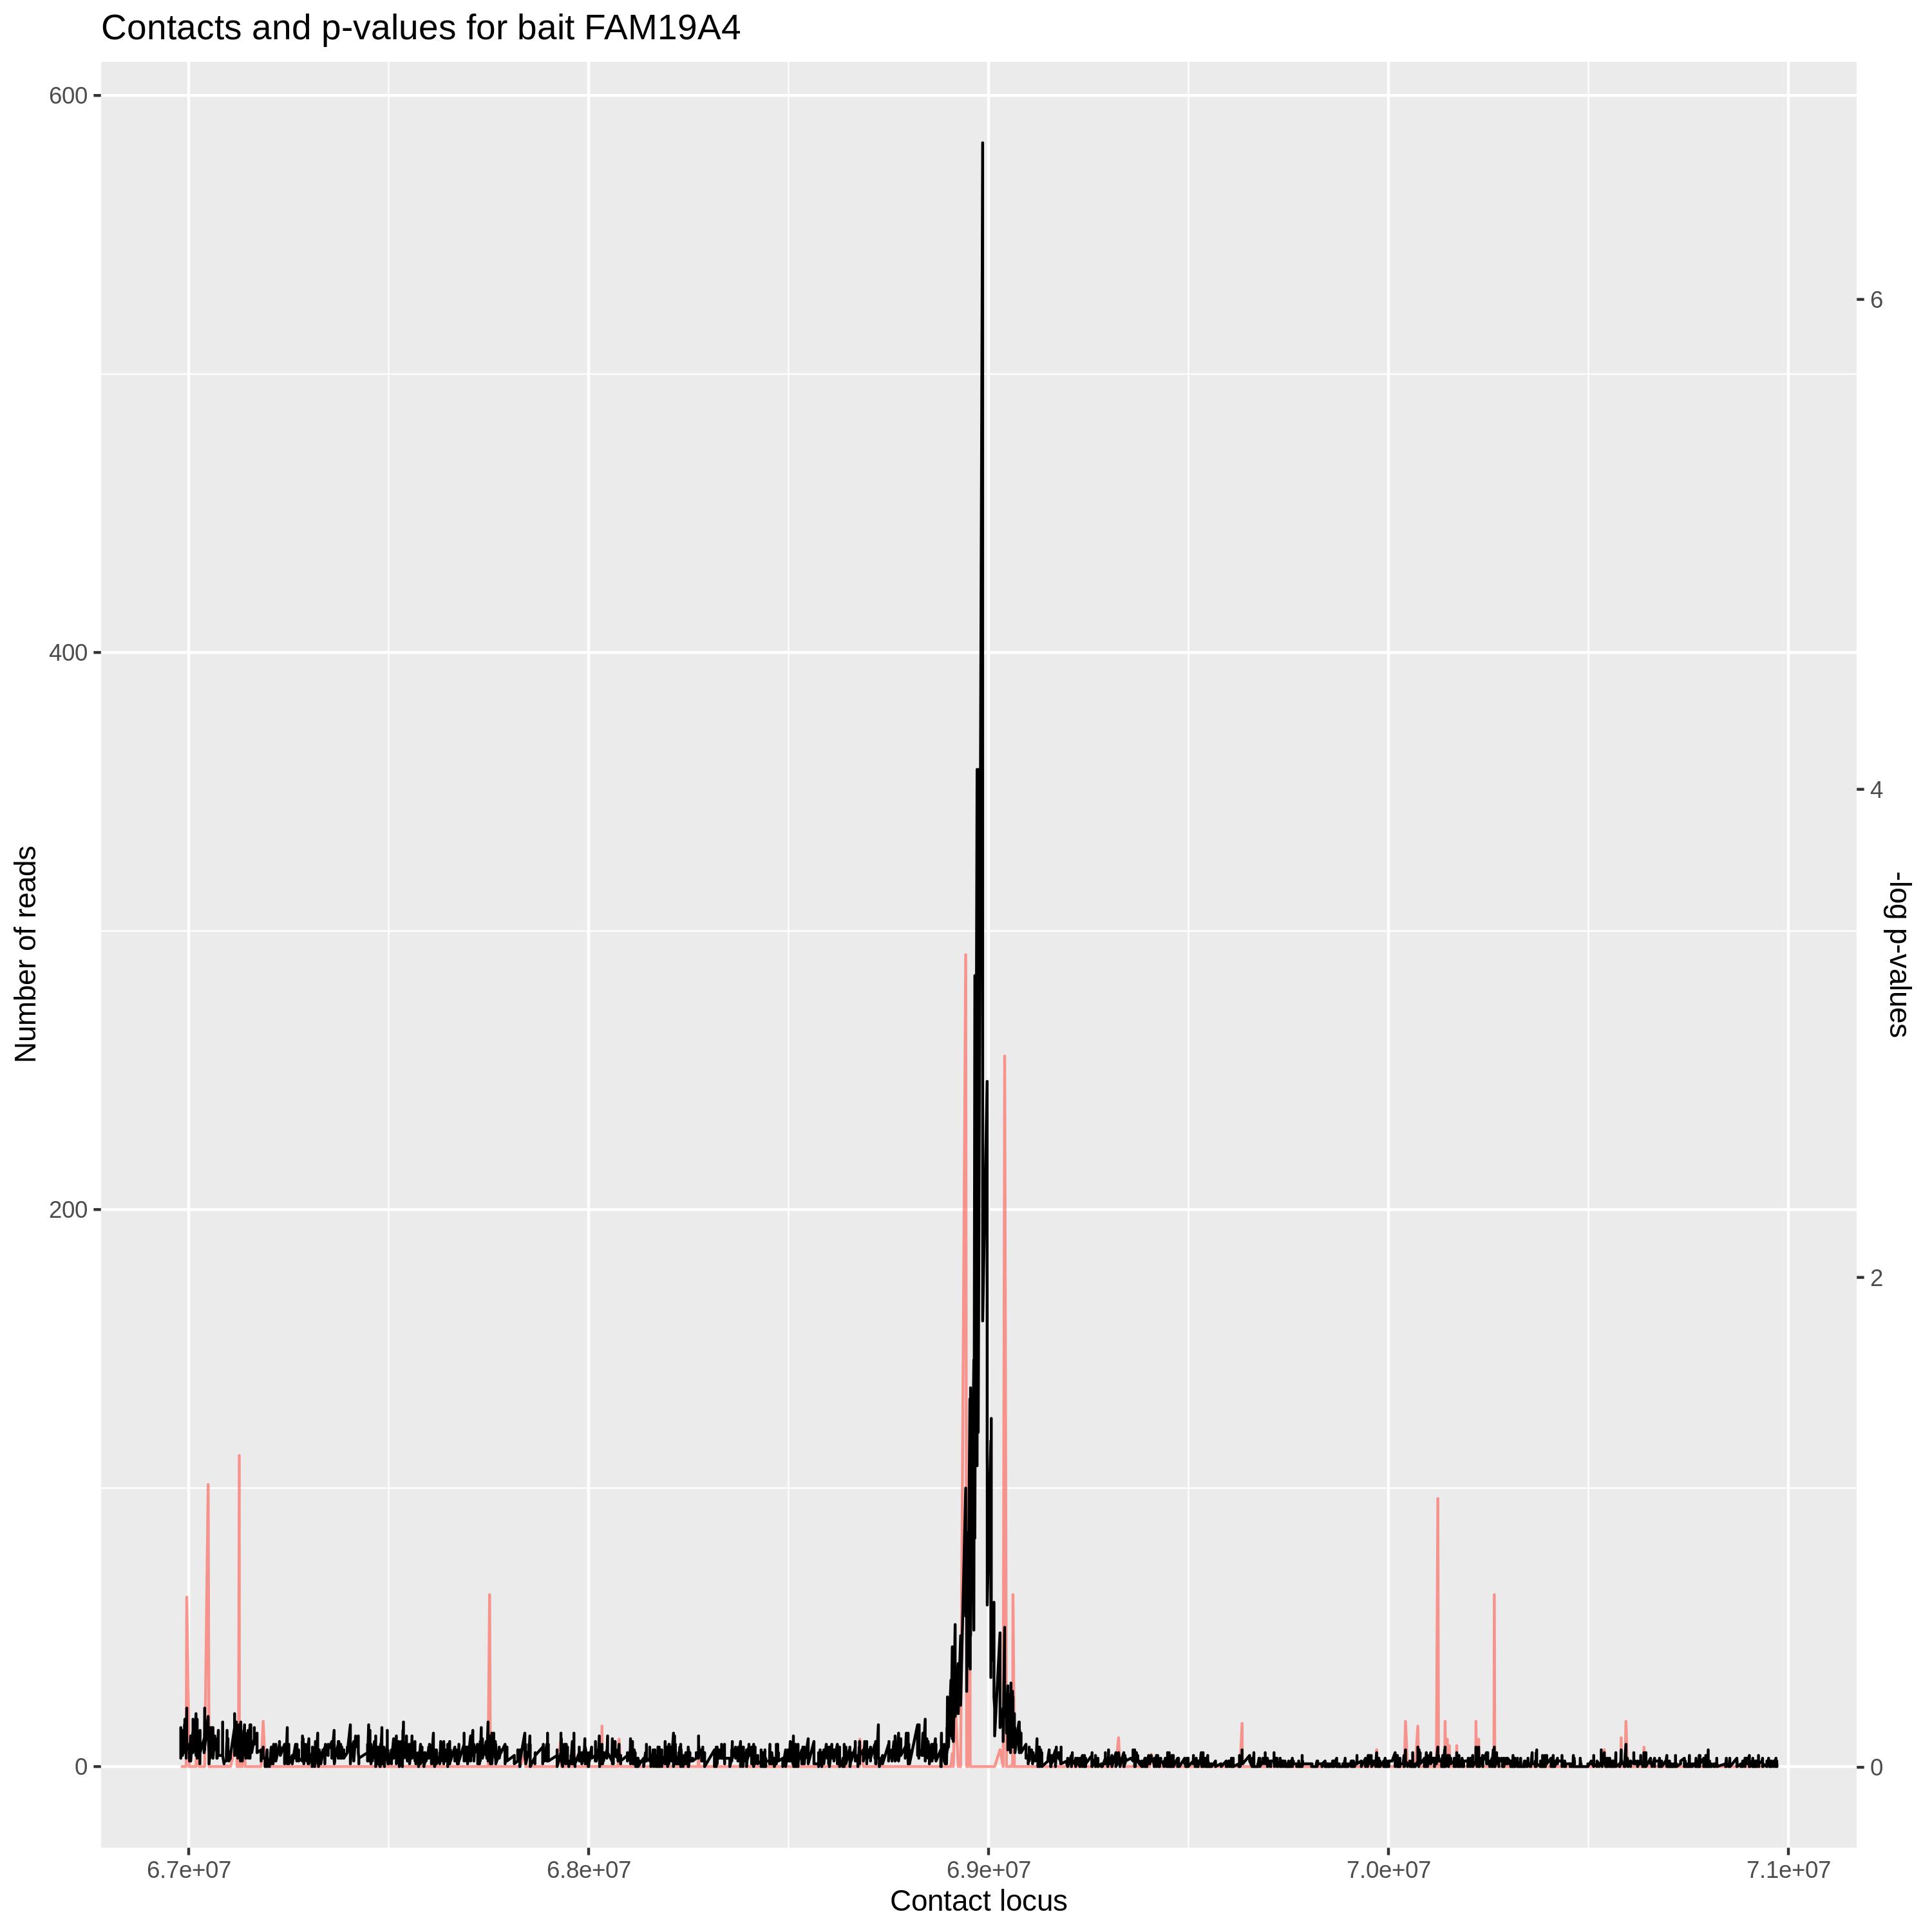 Contacts and p-values for bait FAM19A4
600
400
200
0
Number of reads
6
4
2
0
-log p-values
6.7e+07
6.8e+07
6.9e+07
7.0e+07
7.1e+07
Contact locus